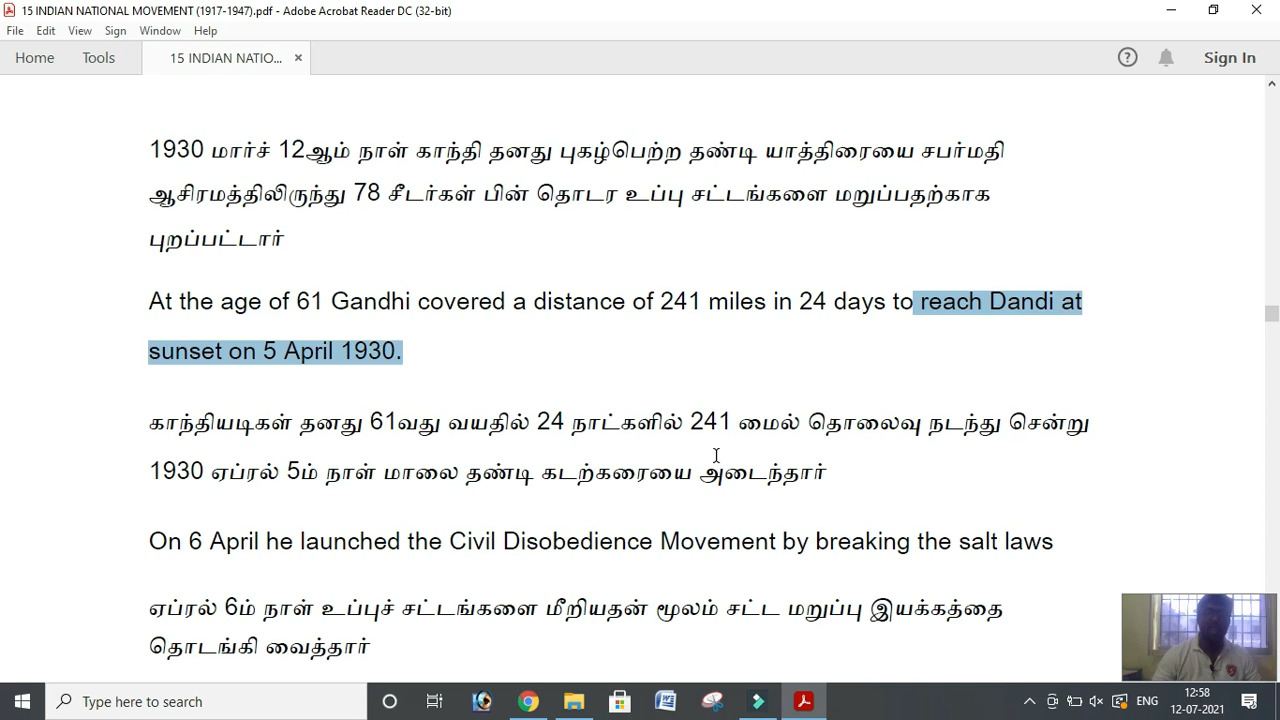 15 INDIAN NATIONAL MOVEMENT (1917-1947).pdf - Adobe Acrobat Reader DC (32-bit)
File Edit View Sign Window Help
Home Tools 15 INDIAN NATIO... × ? Sign In
1930 மார்ச் 12ஆம் நாள் காந்தி தனது புகழ்பெற்ற தண்டி யாத்திரையை சபர்மதி
ஆசிரமத்திலிருந்து 78 சீடர்கள் பின் தொடர உப்பு சட்டங்களை மறுப்பதற்காக
புறப்பட்டார்
At the age of 61 Gandhi covered a distance of 241 miles in 24 days to reach Dandi at
sunset on 5 April 1930.
காந்தியடிகள் தனது 61வது வயதில் 24 நாட்களில் 241 மைல் தொலைவு நடந்து சென்று
1930 ஏப்ரல் 5ம் நாள் மாலை தண்டி கடற்கரையை அடைந்தார்
On 6 April he launched the Civil Disobedience Movement by breaking the salt laws
ஏப்ரல் 6ம் நாள் உப்புச் சட்டங்களை மீறியதன் மூலம் சட்ட மறுப்பு இயக்கத்தை
தொடங்கி வைத்தார்
Type here to search
ENG
12:58
12-07-2021